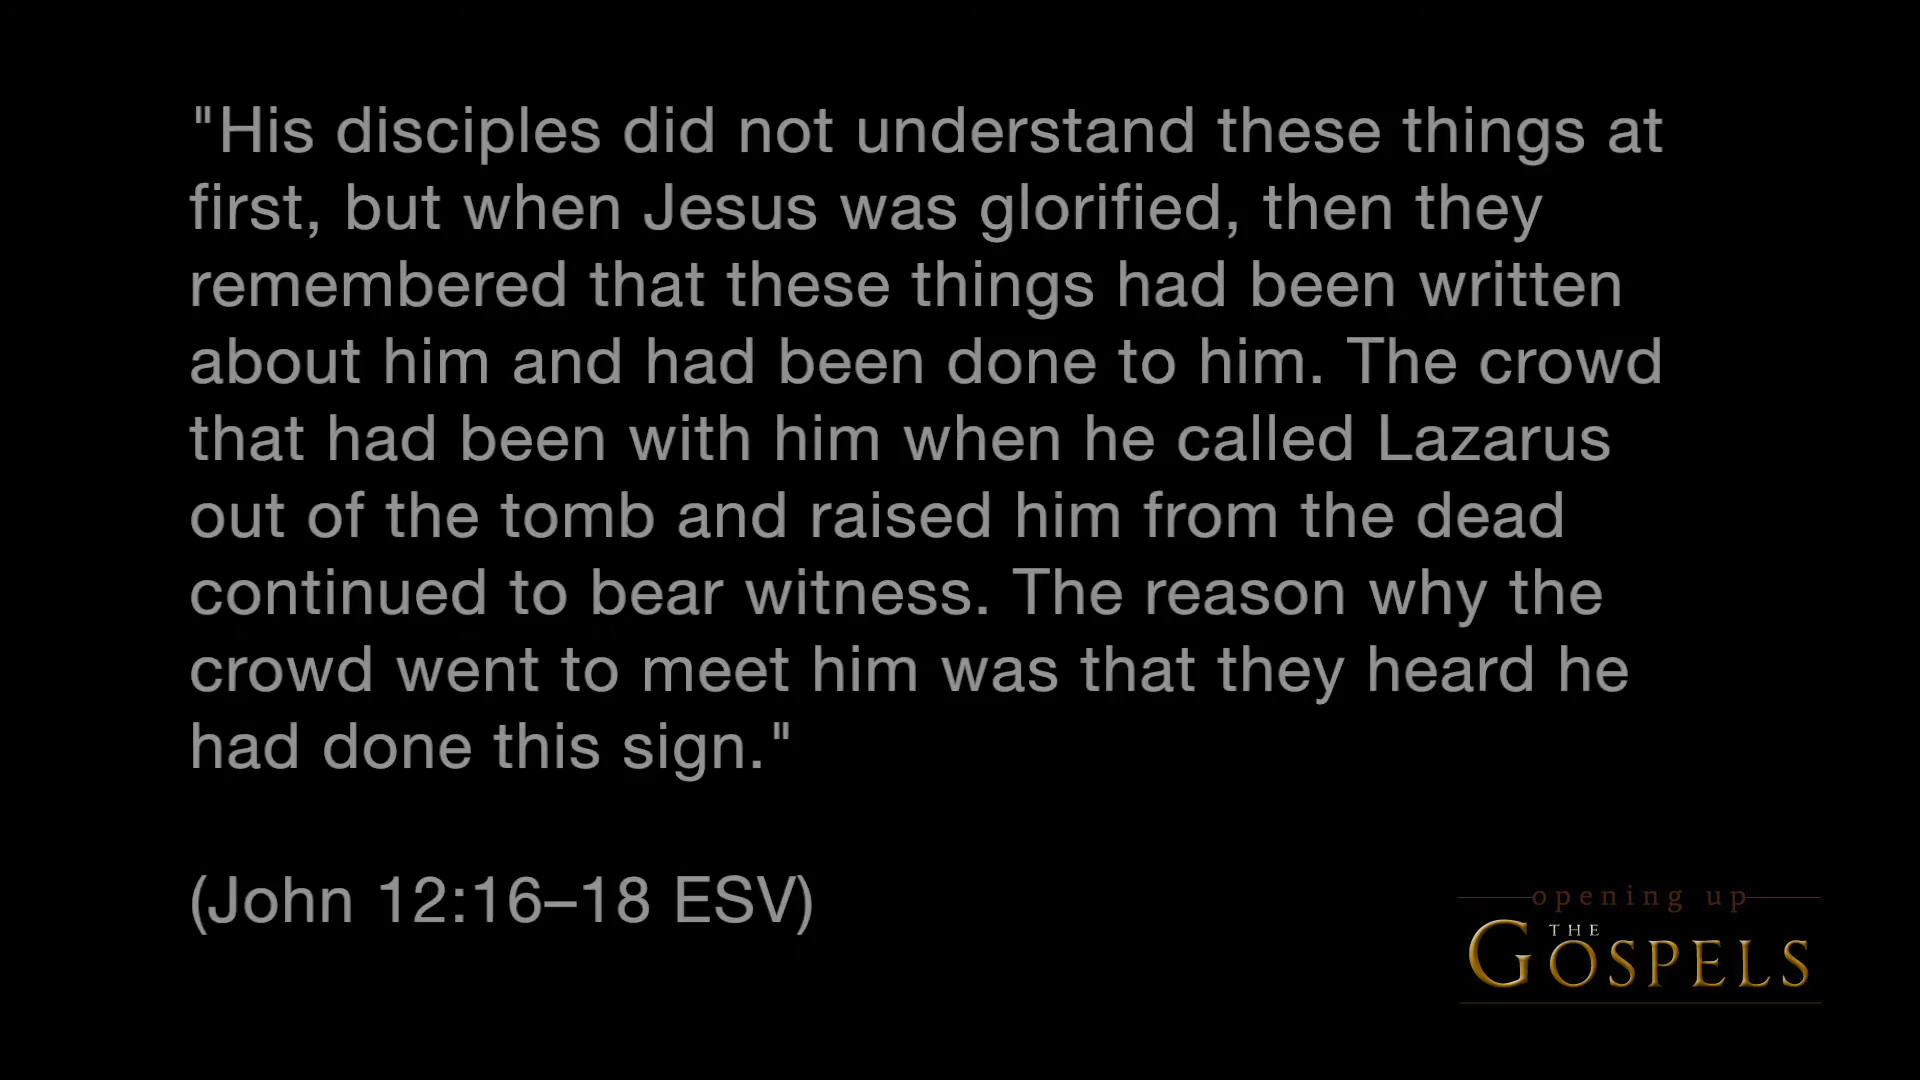 "His disciples did not understand these things at
first, but when Jesus was glorified, then they
remembered that these things had been written
about him and had been done to him. The crowd
that had been with him when he called Lazarus
out of the tomb and raised him from the dead
continued to bear witness. The reason why the
crowd went to meet him was that they heard he
had done this sign."
(John 12:16–18 ESV)
opening up
THE
GOSPELS